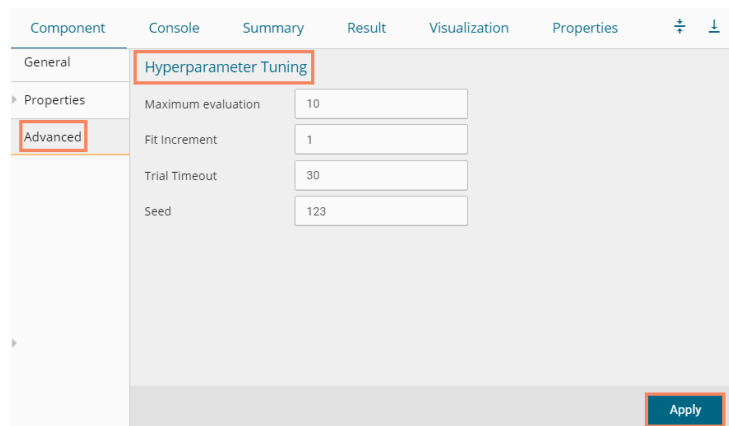 Component Console Summary Result Visualization Properties
General
Hyperparameter Tuning
Properties
Maximum evaluation 10
Advanced
Fit Increment 1
Trial Timeout 30
Seed 123
Apply